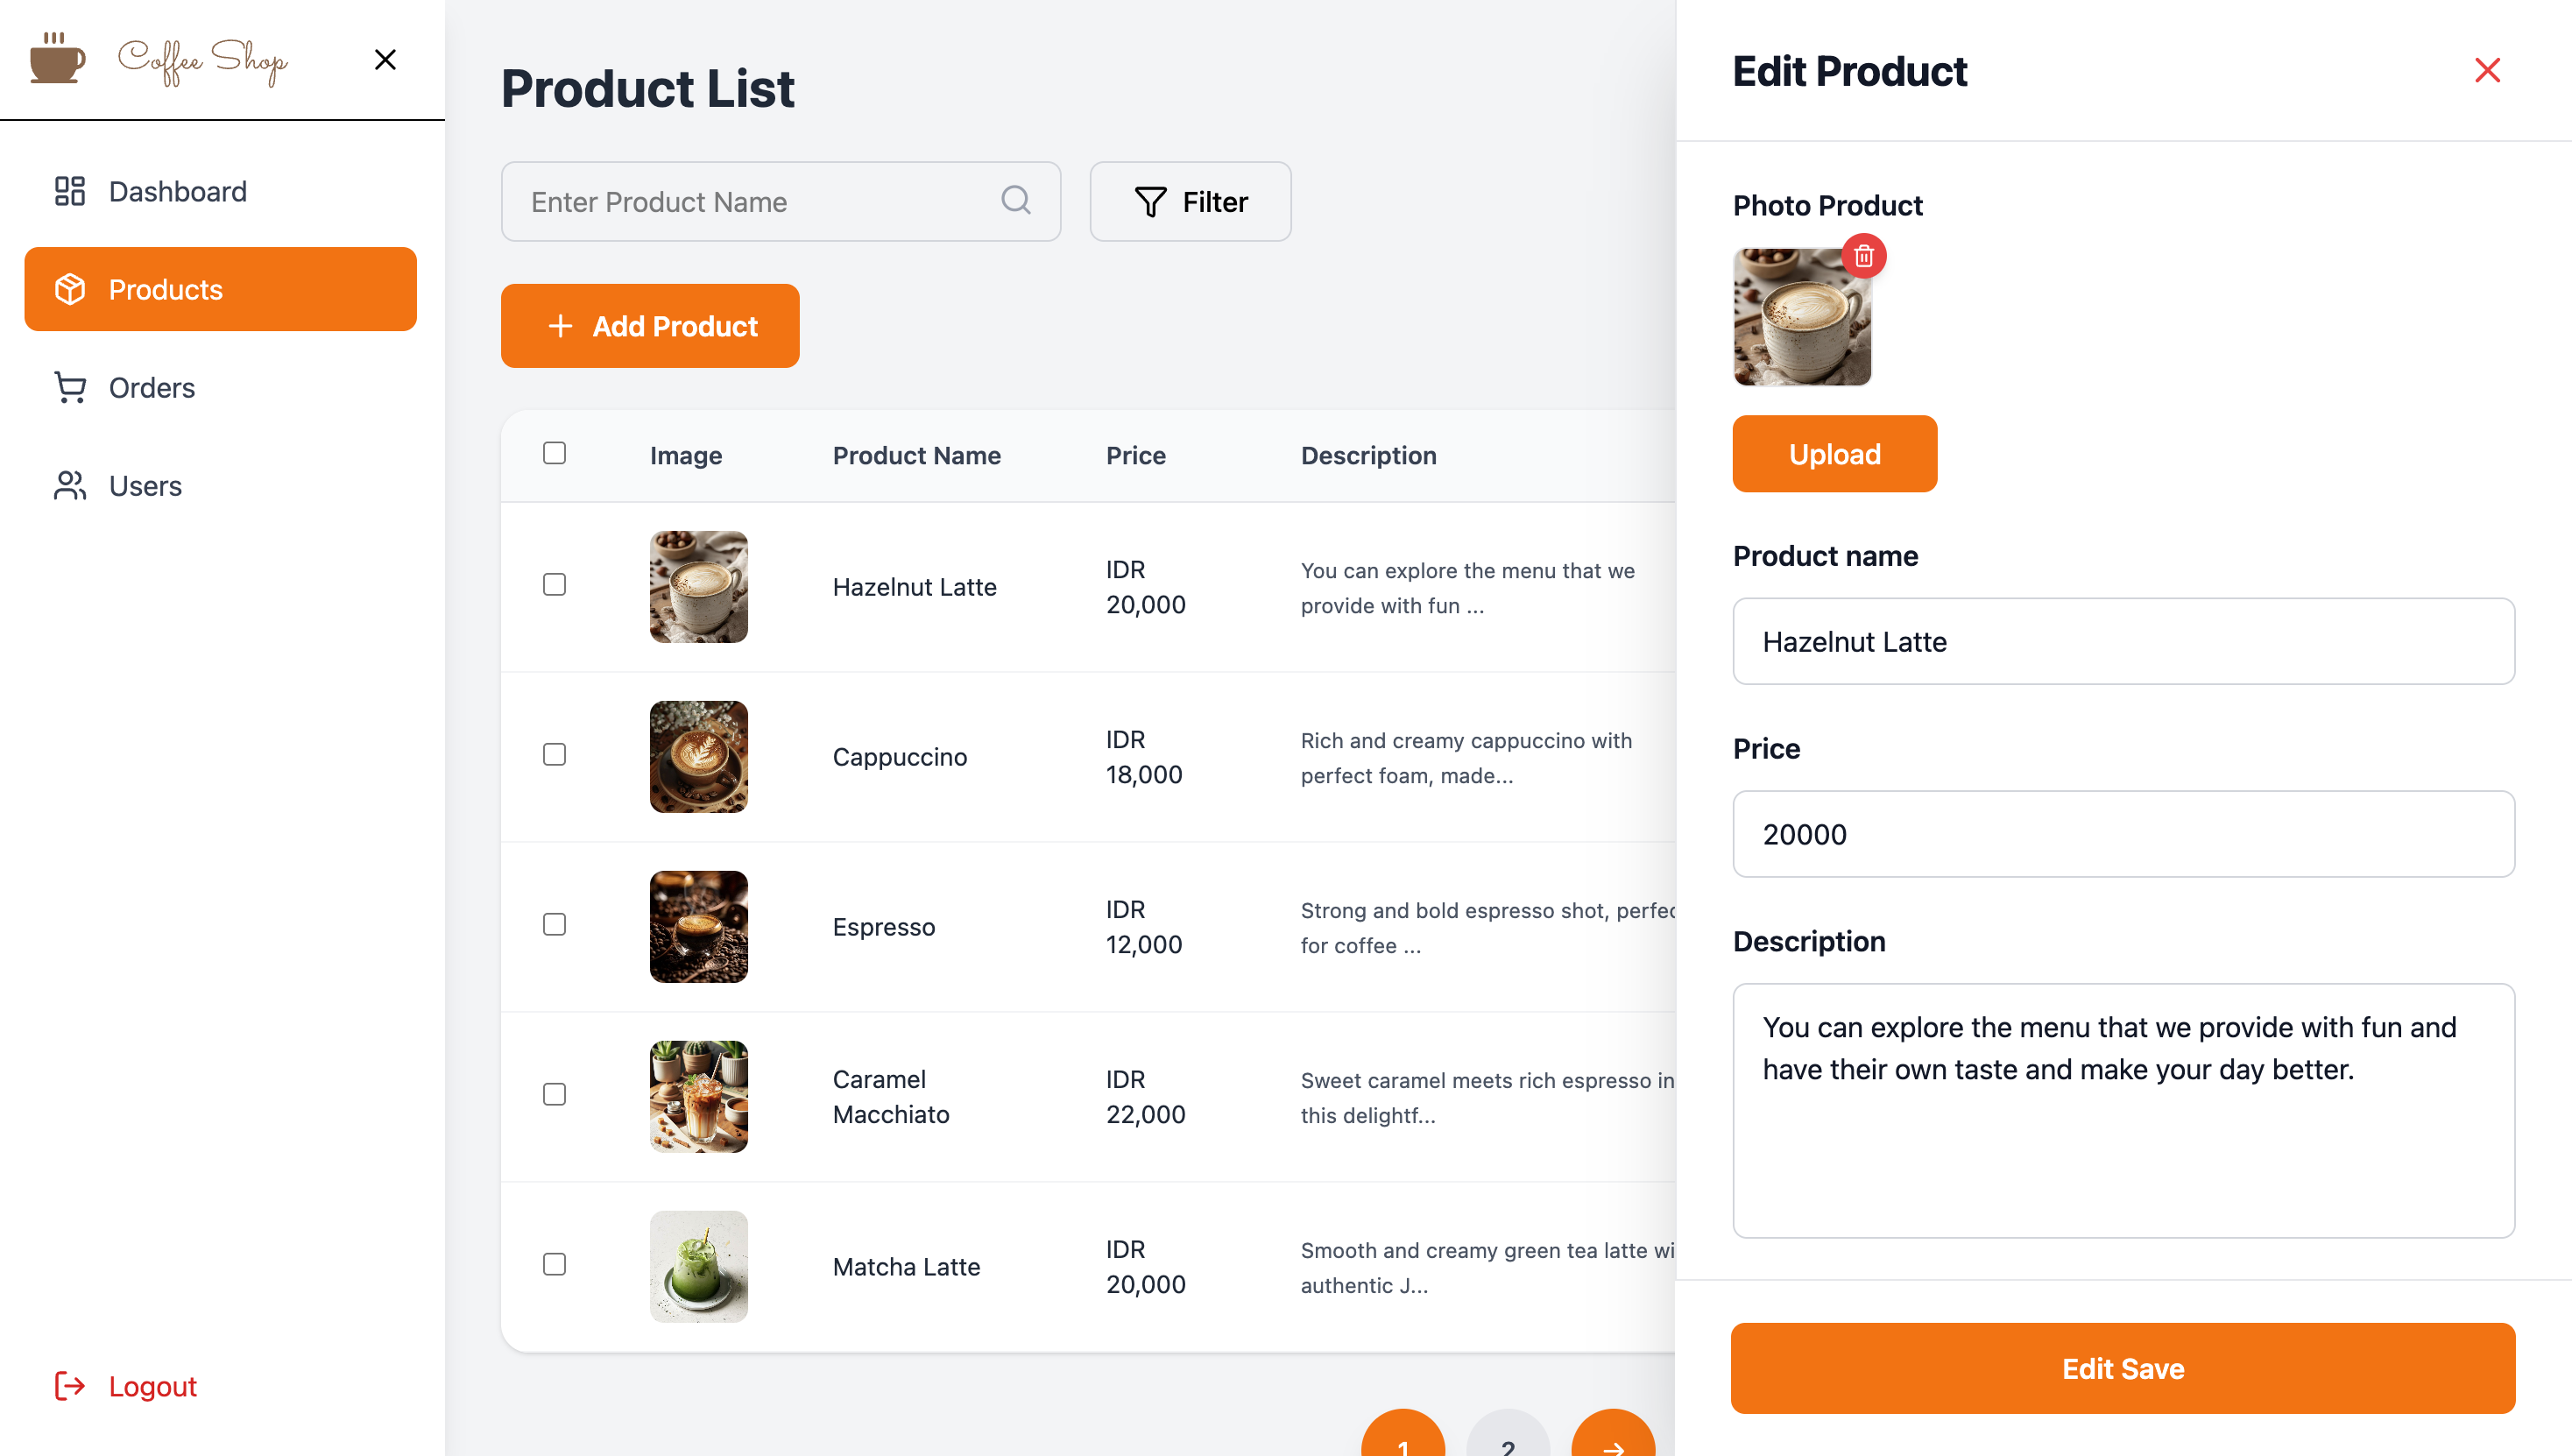 Coffee Shop
Dashboard
Products
Orders
Users
Logout
Product List
Enter Product Name
Filter
Add Product
Image
Product Name
Price
Description
Hazelnut Latte
IDR
20,000
You can explore the menu that we
provide with fun ...
Cappuccino
IDR
18,000
Rich and creamy cappuccino with
perfect foam, made...
Espresso
IDR
12,000
Strong and bold espresso shot, perfec
for coffee ...
Caramel
Macchiato
IDR
22,000
Sweet caramel meets rich espresso in
this delightf...
Matcha Latte
IDR
20,000
Smooth and creamy green tea latte wi
authentic J...
1
2
Edit Product
Photo Product
Upload
Product name
Hazelnut Latte
Price
20000
Description
You can explore the menu that we provide with fun and
have their own taste and make your day better.
Edit Save